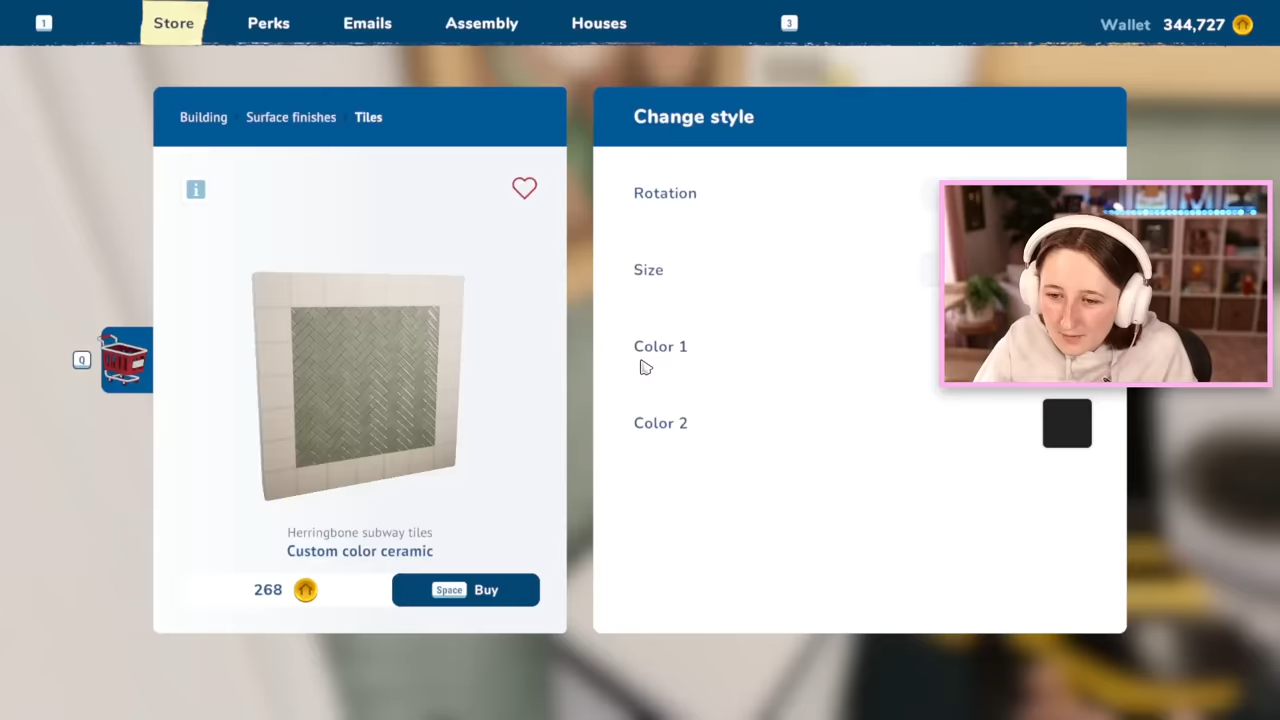 1 Store Perks Emails Assembly Houses 3 Wallet 344,727
Building Surface finishes Tiles
Change style
i
Rotation
Size
Q
Color 1
Color 2
Herringbone subway tiles
Custom color ceramic
268 Space Buy